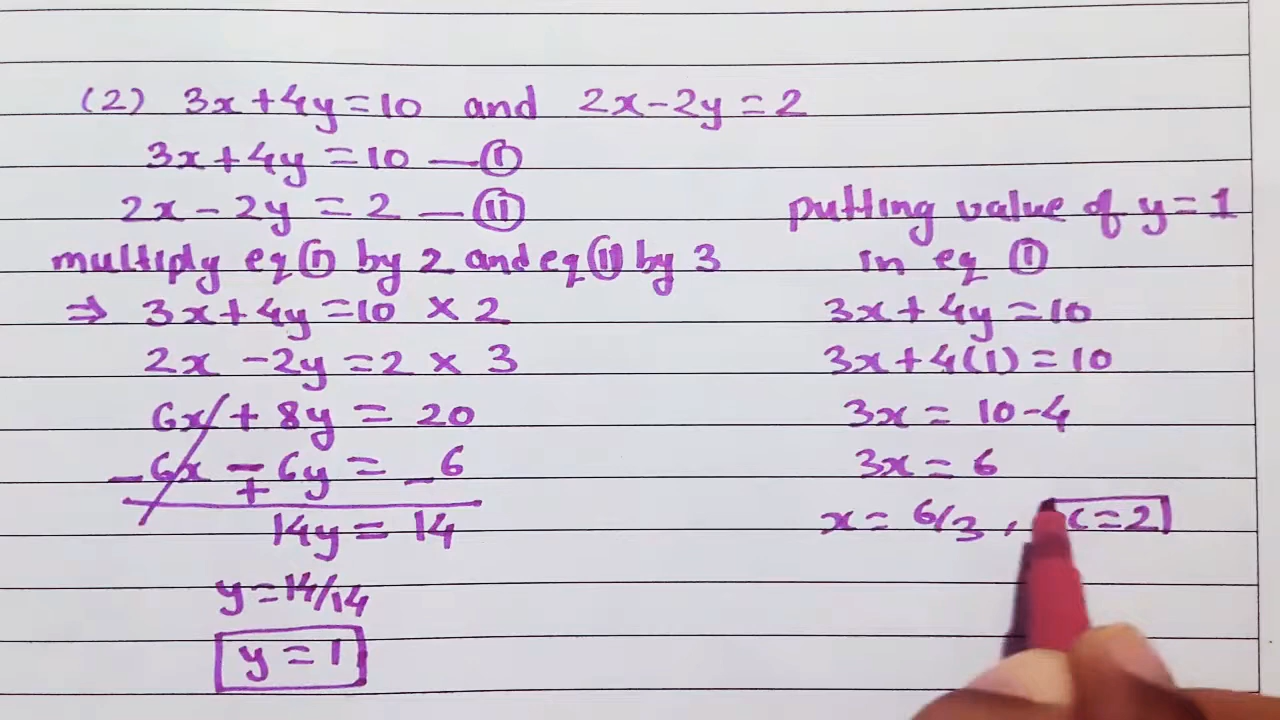 (2) 3x+4y=10 and 2x-2y=2
3x+4y=10 —(i)
2x-2y=2 —(ii)
multiply eq (i) by 2 and eq (ii) by 3
⇒ 3x+4y=10 × 2
2x -2y=2 × 3
6x + 8y = 20
-6x - 6y = _ 6
+
14y = 14
y=14/14
y=1
putting value of y=1
in eq (i)
3x+4y=10
3x+4(1)=10
3x = 10-4
3x = 6
x = 6/3, x=2